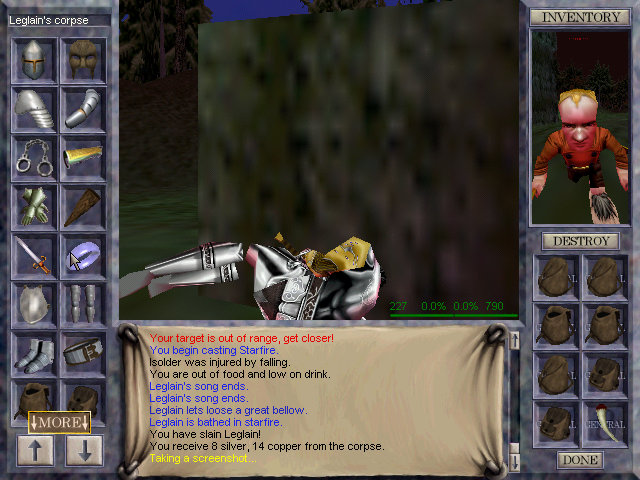 Leglain's corpse
INVENTORY
DESTROY
227 0.0% 0.0% 790
Your target is out of range, get closer!
You begin casting Starfire.
Isolder was injured by falling.
You are out of food and low on drink.
Leglain's song ends.
Leglain's song ends.
Leglain lets loose a great bellow.
Leglain is bathed in starfire.
You have slain Leglain!
You receive 8 silver, 14 copper from the corpse.
Taking a screenshot...
MORE
GENERAL
DONE